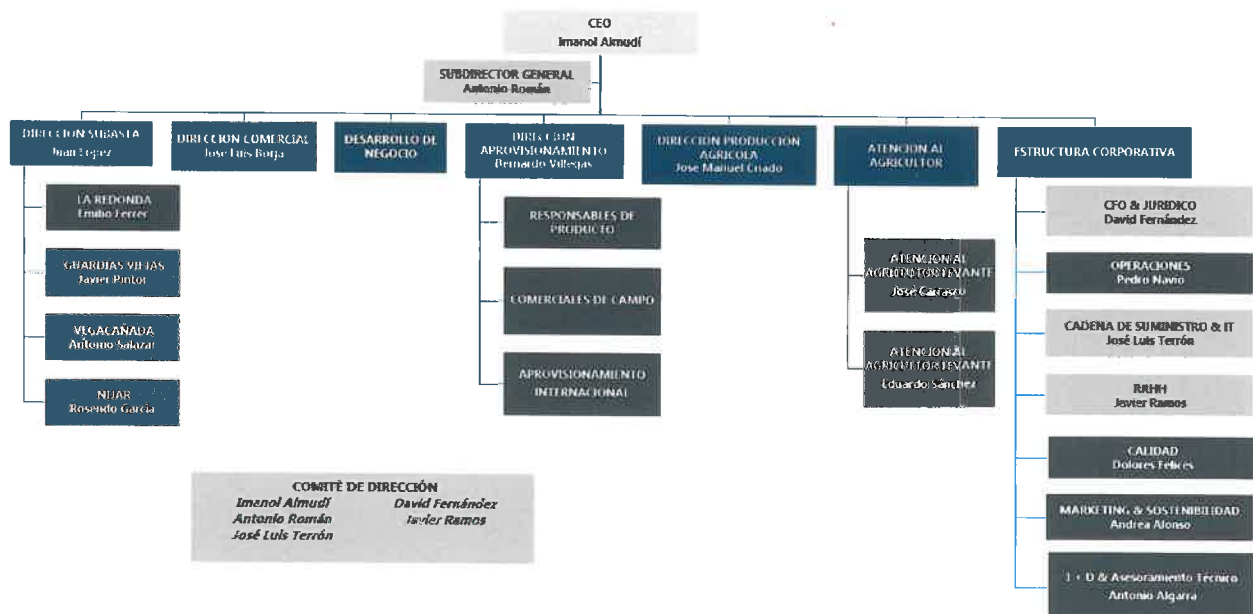 CEO
Imanol Almudí
SUBDIRECTOR GENERAL
Antonio Román
DIRECCION SUBASTA
Juan Lopez
DIRECCION COMERCIAL
Jose Luis Borja
DESARROLLO DE
NEGOCIO
DIRECCION
APROVISIONAMIENTO
Bernardo Villegas
DIRECCION PRODUCCION
AGRICOLA
Jose Manuel Criado
ATENCION AL
AGRICULTOR
ESTRUCTURA CORPORATIVA
LA REDONDA
Emilio Ferrer
GUARDIAS VIEJAS
Javier Pintor
VEGACAÑADA
Antonio Salazar
NIJAR
Rosendo García
RESPONSABLES DE
PRODUCTO
COMERCIALES DE CAMPO
APROVISIONAMIENTO
INTERNACIONAL
ATENCION AL
AGRICULTOR LEVANTE
José Carrasco
ATENCION AL
AGRICULTOR LEVANTE
Eduardo Sánchez
CFO & JURIDICO
David Fernández
OPERACIONES
Pedro Navio
CADENA DE SUMINISTRO & IT
José Luis Terrón
RRHH
Javier Ramos
CALIDAD
Dolores Felices
MARKETING & SOSTENIBILIDAD
Andrea Alonso
I + D & Asesoramiento Técnico
Antonio Algarra
COMITÉ DE DIRECCIÓN
Imanol Almudí David Fernández
Antonio Román Javier Ramos
José Luis Terrón